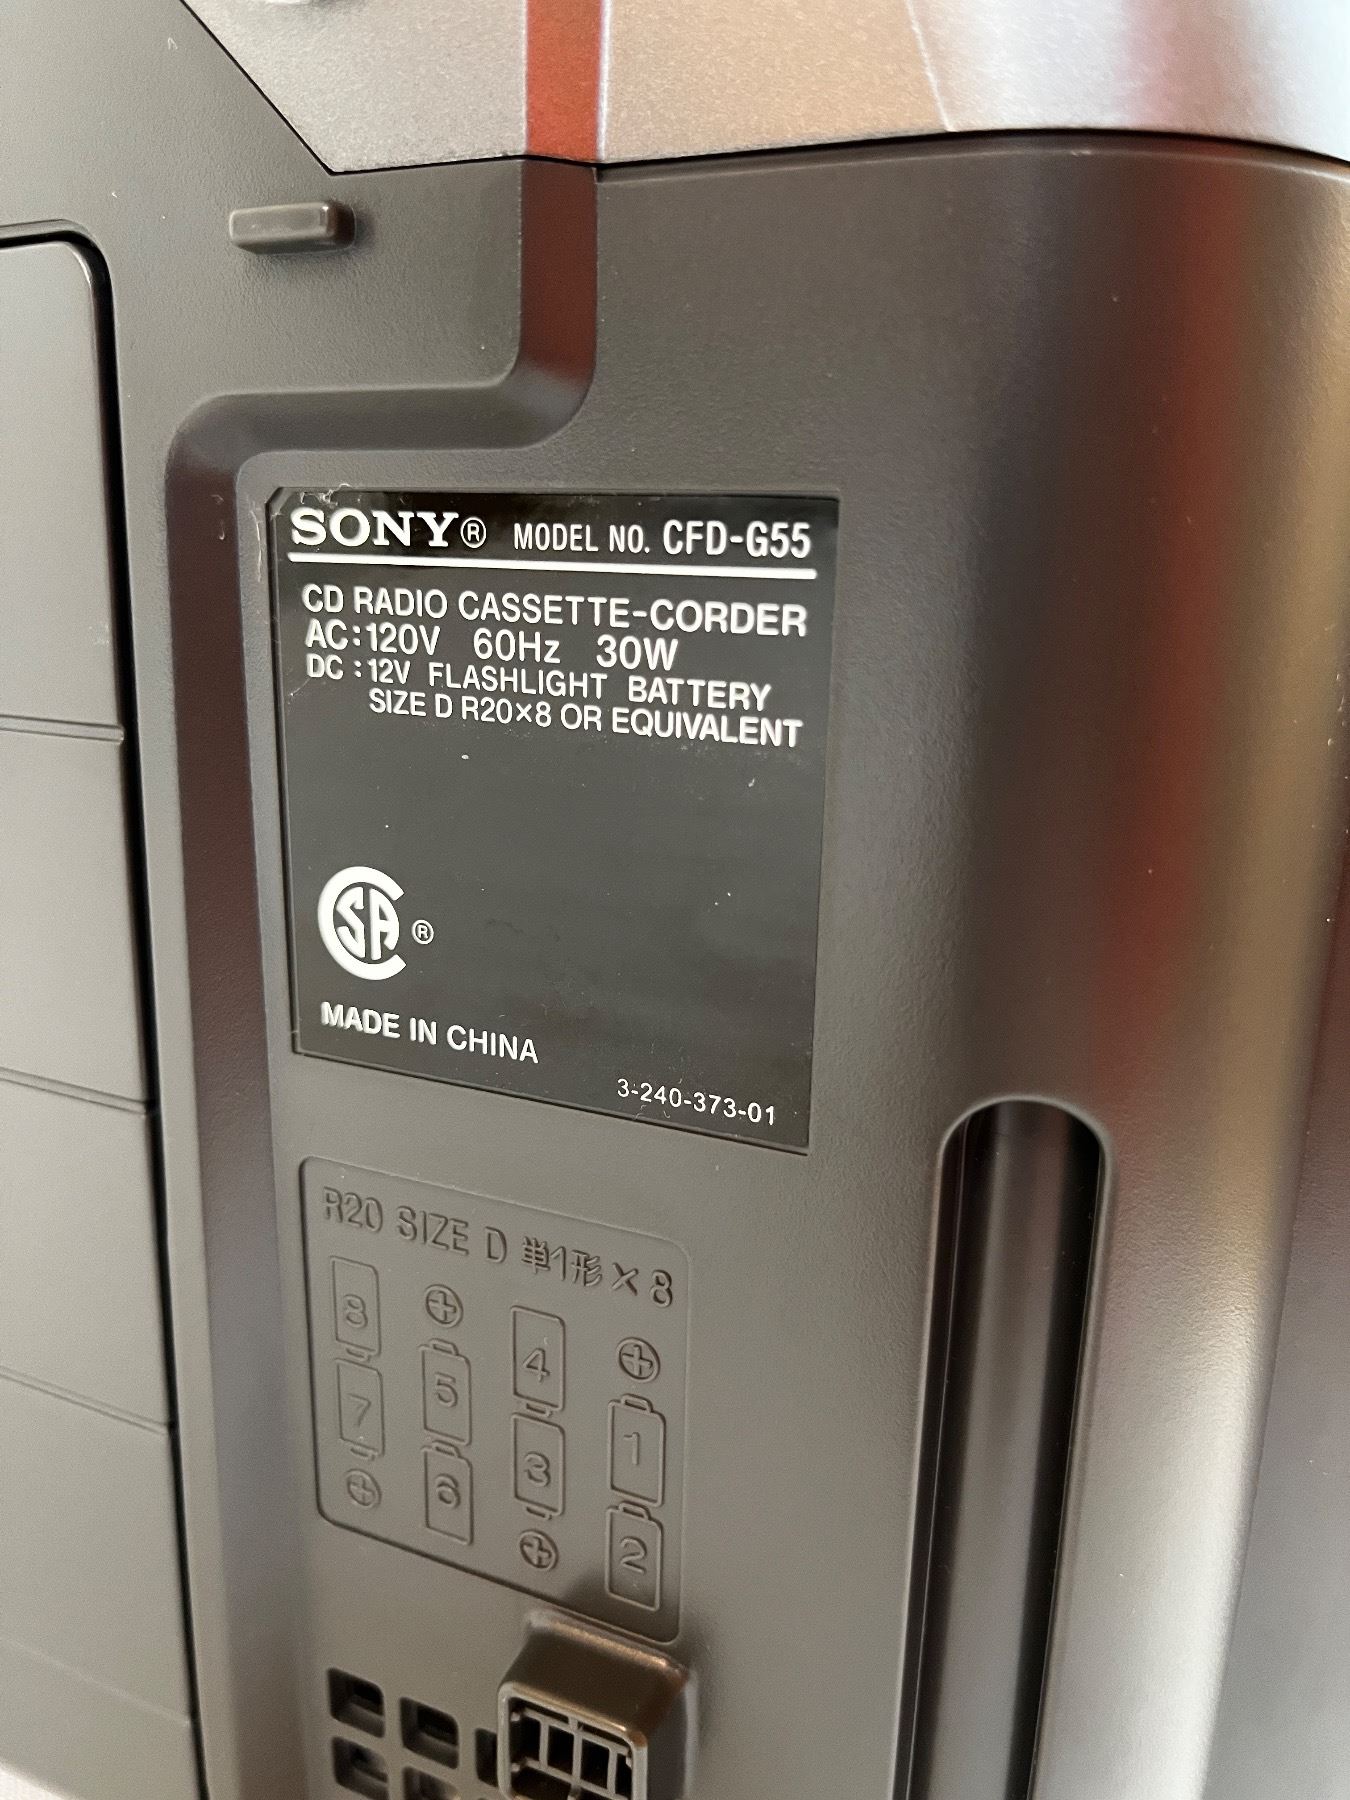 SONY® MODEL NO. CFD-G55
CD RADIO CASSETTE-CORDER
AC:120V 60Hz 30W
DC:12V FLASHLIGHT BATTERY
SIZE D R20×8 OR EQUIVALENT
CSA ®
MADE IN CHINA
3-240-373-01
R20 SIZE D 単1形×8
8 ⊕ 4 ⊕
7 5 3 1
⊕ 6 ⊕ 2